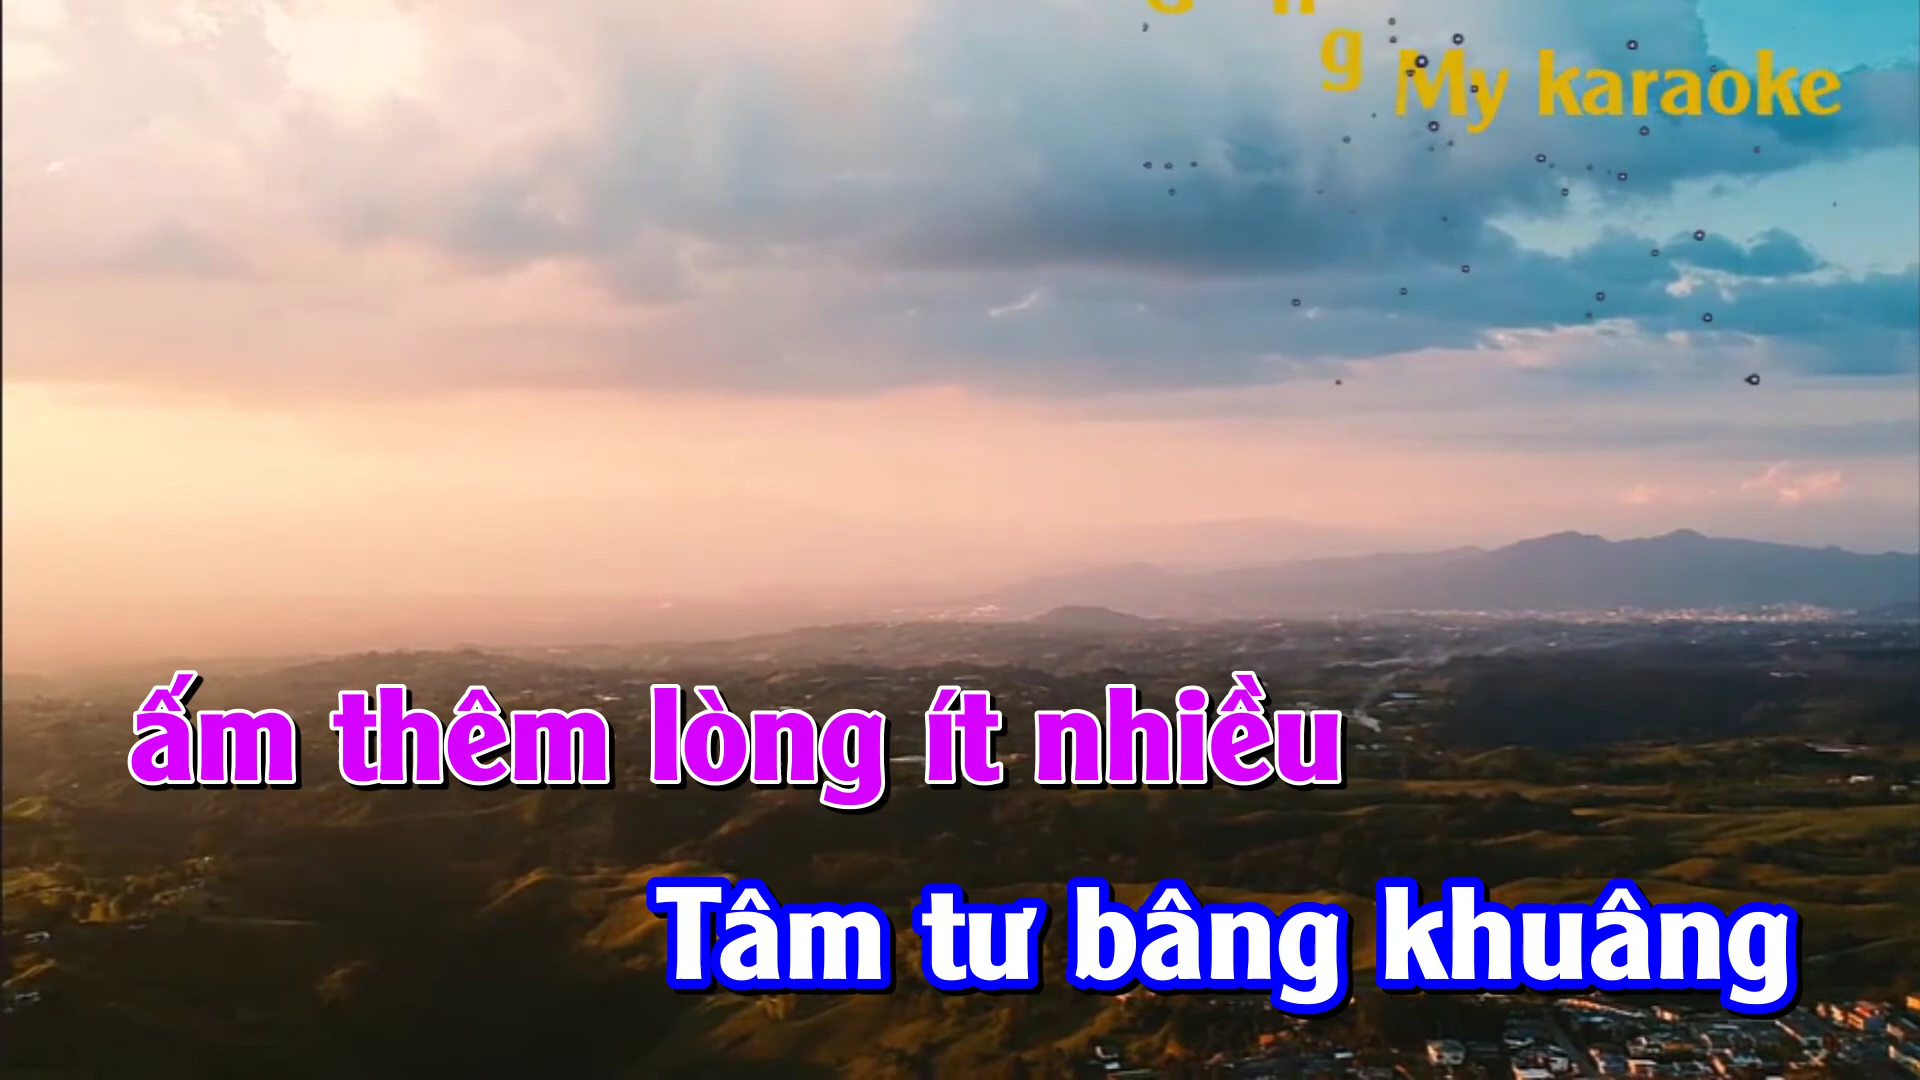 g My karaoke
ấm thêm lòng ít nhiều
Tâm tư bâng khuâng